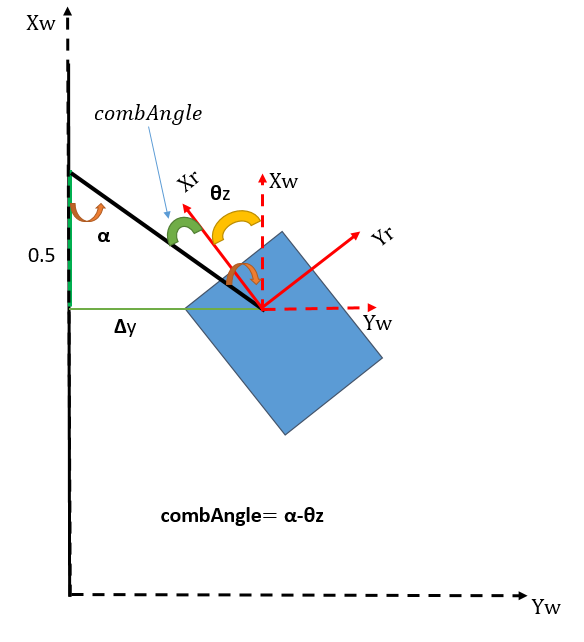 Xw
combAngle
Xr
θz
Xw
α
Yr
0.5
Δy
Yw
combAngle= α-θz
Yw